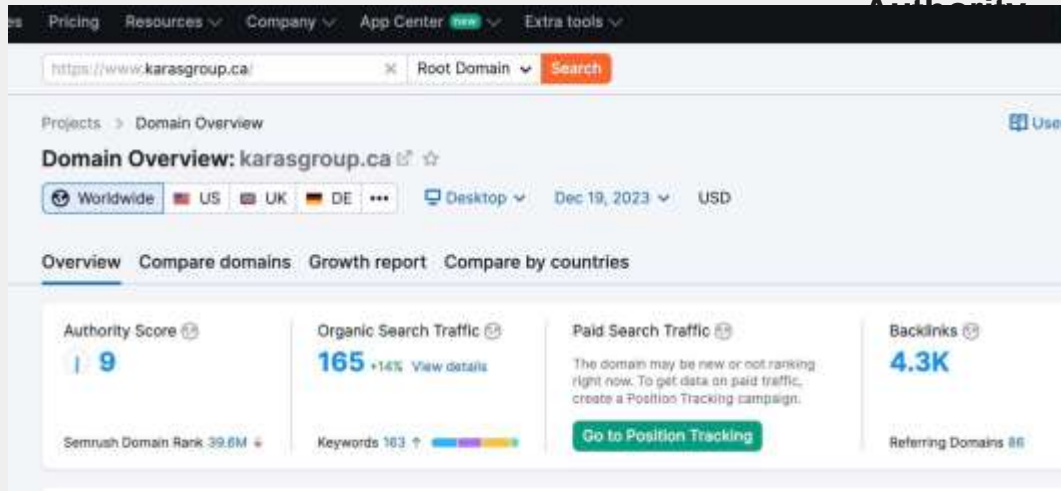 Authority
Pricing Resources Company App Center new Extra tools
https://www.karasgroup.ca/ × Root Domain Search
Projects > Domain Overview
Use
Domain Overview: karasgroup.ca
Worldwide US UK DE ••• Desktop Dec 19, 2023 USD
Overview Compare domains Growth report Compare by countries
Authority Score
9
Semrush Domain Rank 39.6M ↓
Organic Search Traffic
165 +14% View details
Keywords 163 ↑
Paid Search Traffic
The domain may be new or not ranking
right now. To get data on paid traffic,
create a Position Tracking campaign.
Go to Position Tracking
Backlinks
4.3K
Referring Domains 86